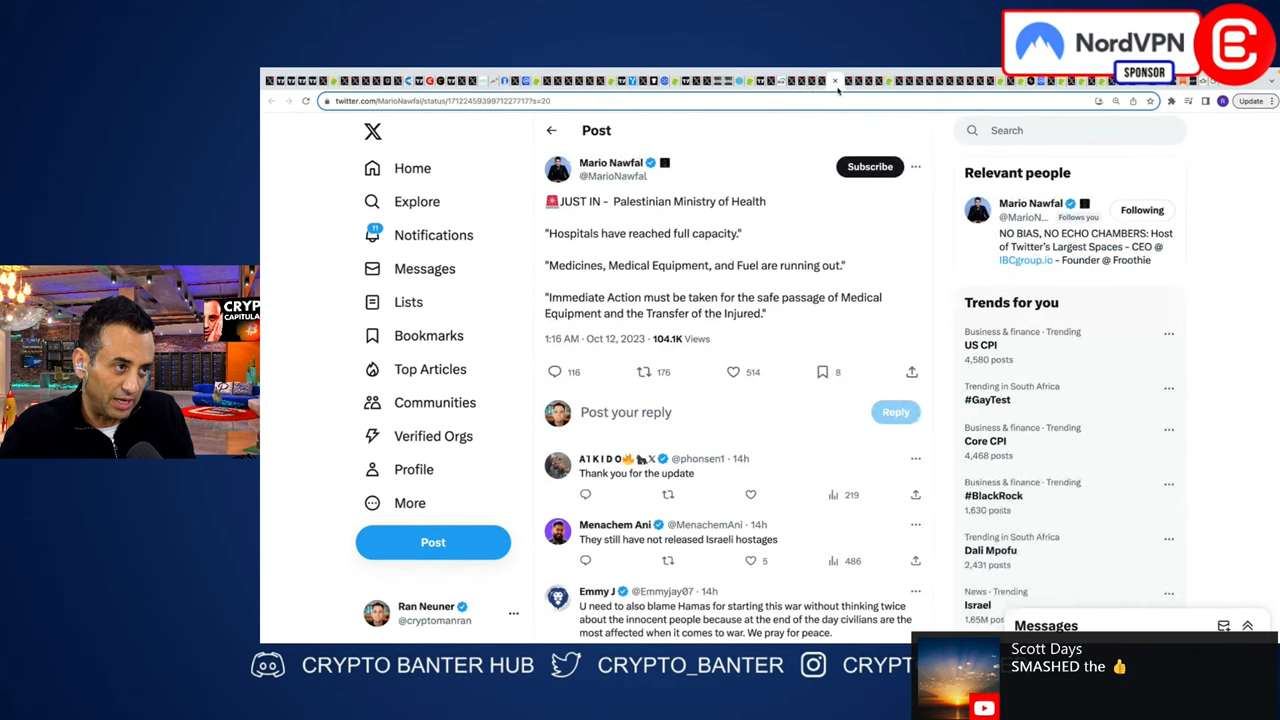 NordVPN
SPONSOR
twitter.com/MarioNawfal/status/1712245939971227717?s=20
Update
Home
Explore
11
Notifications
Messages
Lists
Bookmarks
Top Articles
Communities
Verified Orgs
Profile
More
Post
Ran Neuner
@cryptomanran
Post
Mario Nawfal
@MarioNawfal
Subscribe
🚨JUST IN - Palestinian Ministry of Health
"Hospitals have reached full capacity."
"Medicines, Medical Equipment, and Fuel are running out."
"Immediate Action must be taken for the safe passage of Medical
Equipment and the Transfer of the Injured."
1:16 AM · Oct 12, 2023 · 104.1K Views
116 176 514 8
Post your reply
Reply
A1KIDO🔥🐈‍⬛𝕏 @phonsen1 · 14h
Thank you for the update
219
Menachem Ani @MenachemAni · 14h
They still have not released Israeli hostages
5 486
Emmy J @Emmyjay07 · 14h
U need to also blame Hamas for starting this war without thinking twice
about the innocent people because at the end of the day civilians are the
most affected when it comes to war. We pray for peace.
Search
Relevant people
Mario Nawfal
@MarioN... Follows you
Following
NO BIAS, NO ECHO CHAMBERS: Host
of Twitter's Largest Spaces - CEO @
IBCgroup.io - Founder @ Froothie
Trends for you
Business & finance · Trending
US CPI
4,580 posts
Trending in South Africa
#GayTest
Business & finance · Trending
Core CPI
4,468 posts
Business & finance · Trending
#BlackRock
1,630 posts
Trending in South Africa
Dali Mpofu
2,431 posts
News · Trending
Israel
1.65M
Messages
CRYP
CAPITULA
CRYPTO BANTER HUB
CRYPTO_BANTER
CRYPT
Scott Days
SMASHED the 👍